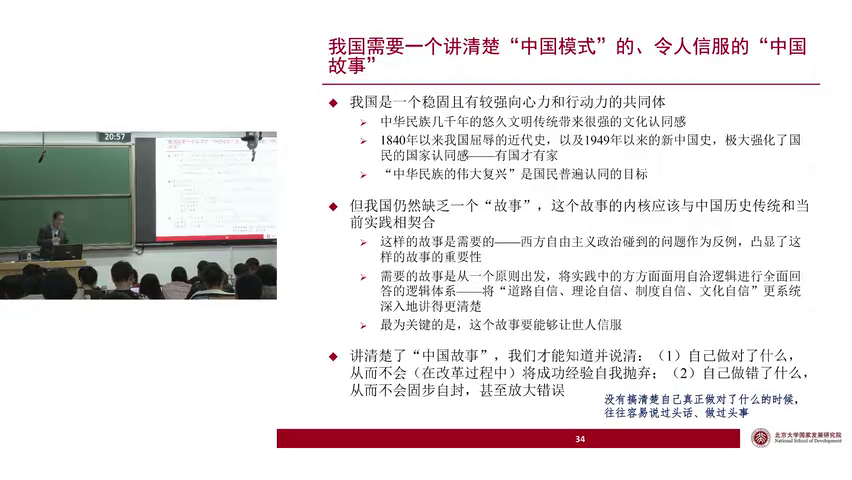 我国需要一个讲清楚“中国模式”的、令人信服的“中国
故事”
我国是一个稳固且有较强向心力和行动力的共同体
中华民族几千年的悠久文明传统带来很强的文化认同感
1840年以来我国屈辱的近代史，以及1949年以来的新中国史，极大强化了国
民的国家认同感——有国才有家
“中华民族的伟大复兴”是国民普遍认同的目标
但我国仍然缺乏一个“故事”，这个故事的内核应该与中国历史传统和当
前实践相契合
这样的故事是需要的——西方自由主义政治碰到的问题作为反例，凸显了这
样的故事的重要性
需要的故事是从一个原则出发，将实践中的方方面面用自洽逻辑进行全面回
答的逻辑体系——将“道路自信、理论自信、制度自信、文化自信”更系统
深入地讲得更清楚
最为关键的是，这个故事要能够让世人信服
讲清楚了“中国故事”，我们才能知道并说清：（1）自己做对了什么，
从而不会（在改革过程中）将成功经验自我抛弃；（2）自己做错了什么，
从而不会固步自封，甚至放大错误
没有搞清楚自己真正做对了什么的时候，
往往容易说过头话、做过头事
20:57
34
北京大学国家发展研究院
National School of Development